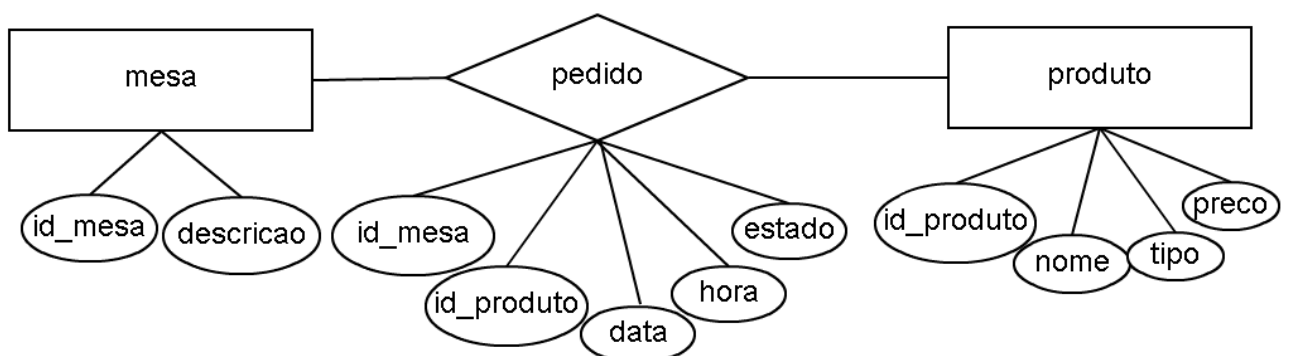 mesa
pedido
produto
id_mesa
descricao
id_mesa
id_produto
data
hora
estado
id_produto
nome
tipo
preco